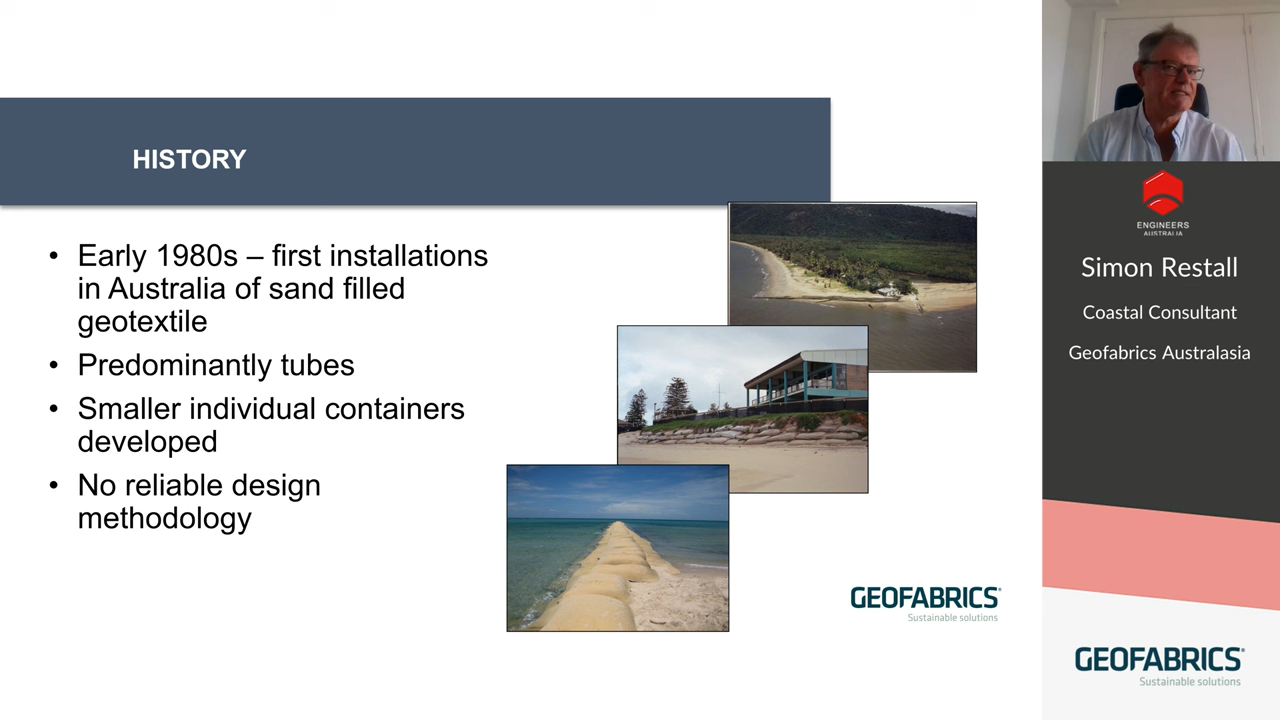 HISTORY
• Early 1980s – first installations
in Australia of sand filled
geotextile
• Predominantly tubes
• Smaller individual containers
developed
• No reliable design
methodology
GEOFABRICS®
Sustainable solutions
ENGINEERS
AUSTRALIA
Simon Restall
Coastal Consultant
Geofabrics Australasia
GEOFABRICS®
Sustainable solutions